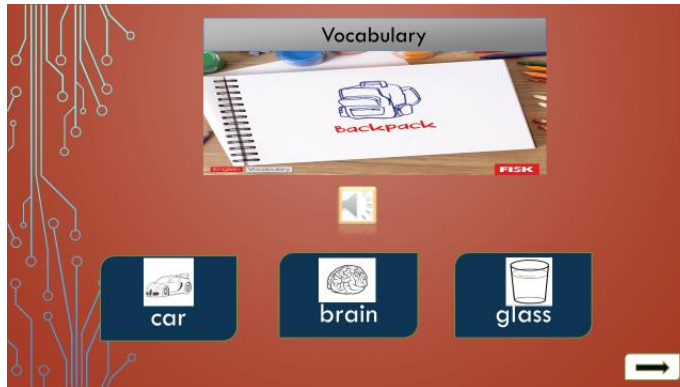 Vocabulary
Backpack
English Vocabulary
FISK
car
brain
glass